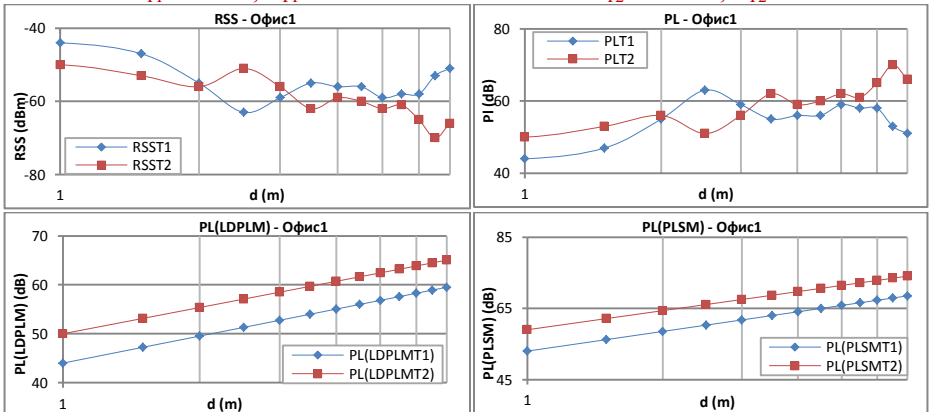 RSS - Офис1
-40
-60
-80
RSS (dBm)
RSST1
RSST2
1
d (m)
PL - Офис1
80
60
40
Pl (dB)
PLT1
PLT2
1
d (m)
PL(LDPLM) - Офис1
70
60
50
40
PL(LDPLM) (dB)
PL(LDPLMT1)
PL(LDPLMT2)
1
d (m)
PL(PLSM) - Офис1
85
65
45
PL(PLSM) (dB)
PL(PLSMT1)
PL(PLSMT2)
1
d (m)